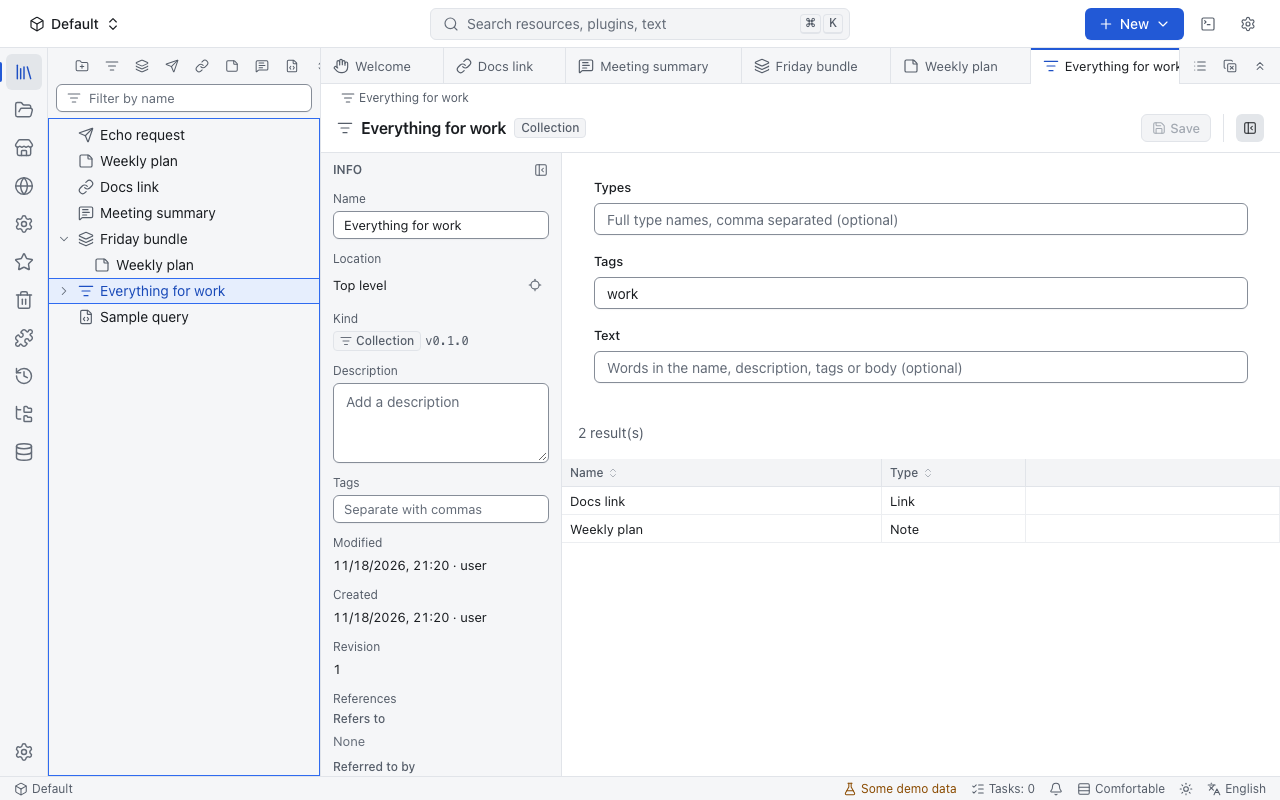 Default
Search resources, plugins, text
⌘ K
New
Filter by name
Echo request
Weekly plan
Docs link
Meeting summary
Friday bundle
Weekly plan
Everything for work
Sample query
Welcome
Docs link
Meeting summary
Friday bundle
Weekly plan
Everything for work
Everything for work
Everything for work
Collection
Save
INFO
Name
Everything for work
Location
Top level
Kind
Collection v0.1.0
Description
Add a description
Tags
Separate with commas
Modified
11/18/2026, 21:20 · user
Created
11/18/2026, 21:20 · user
Revision
1
References
Refers to
None
Referred to by
Types
Full type names, comma separated (optional)
Tags
work
Text
Words in the name, description, tags or body (optional)
2 result(s)
Name Type
Docs link Link
Weekly plan Note
Default
Some demo data
Tasks: 0
Comfortable
English